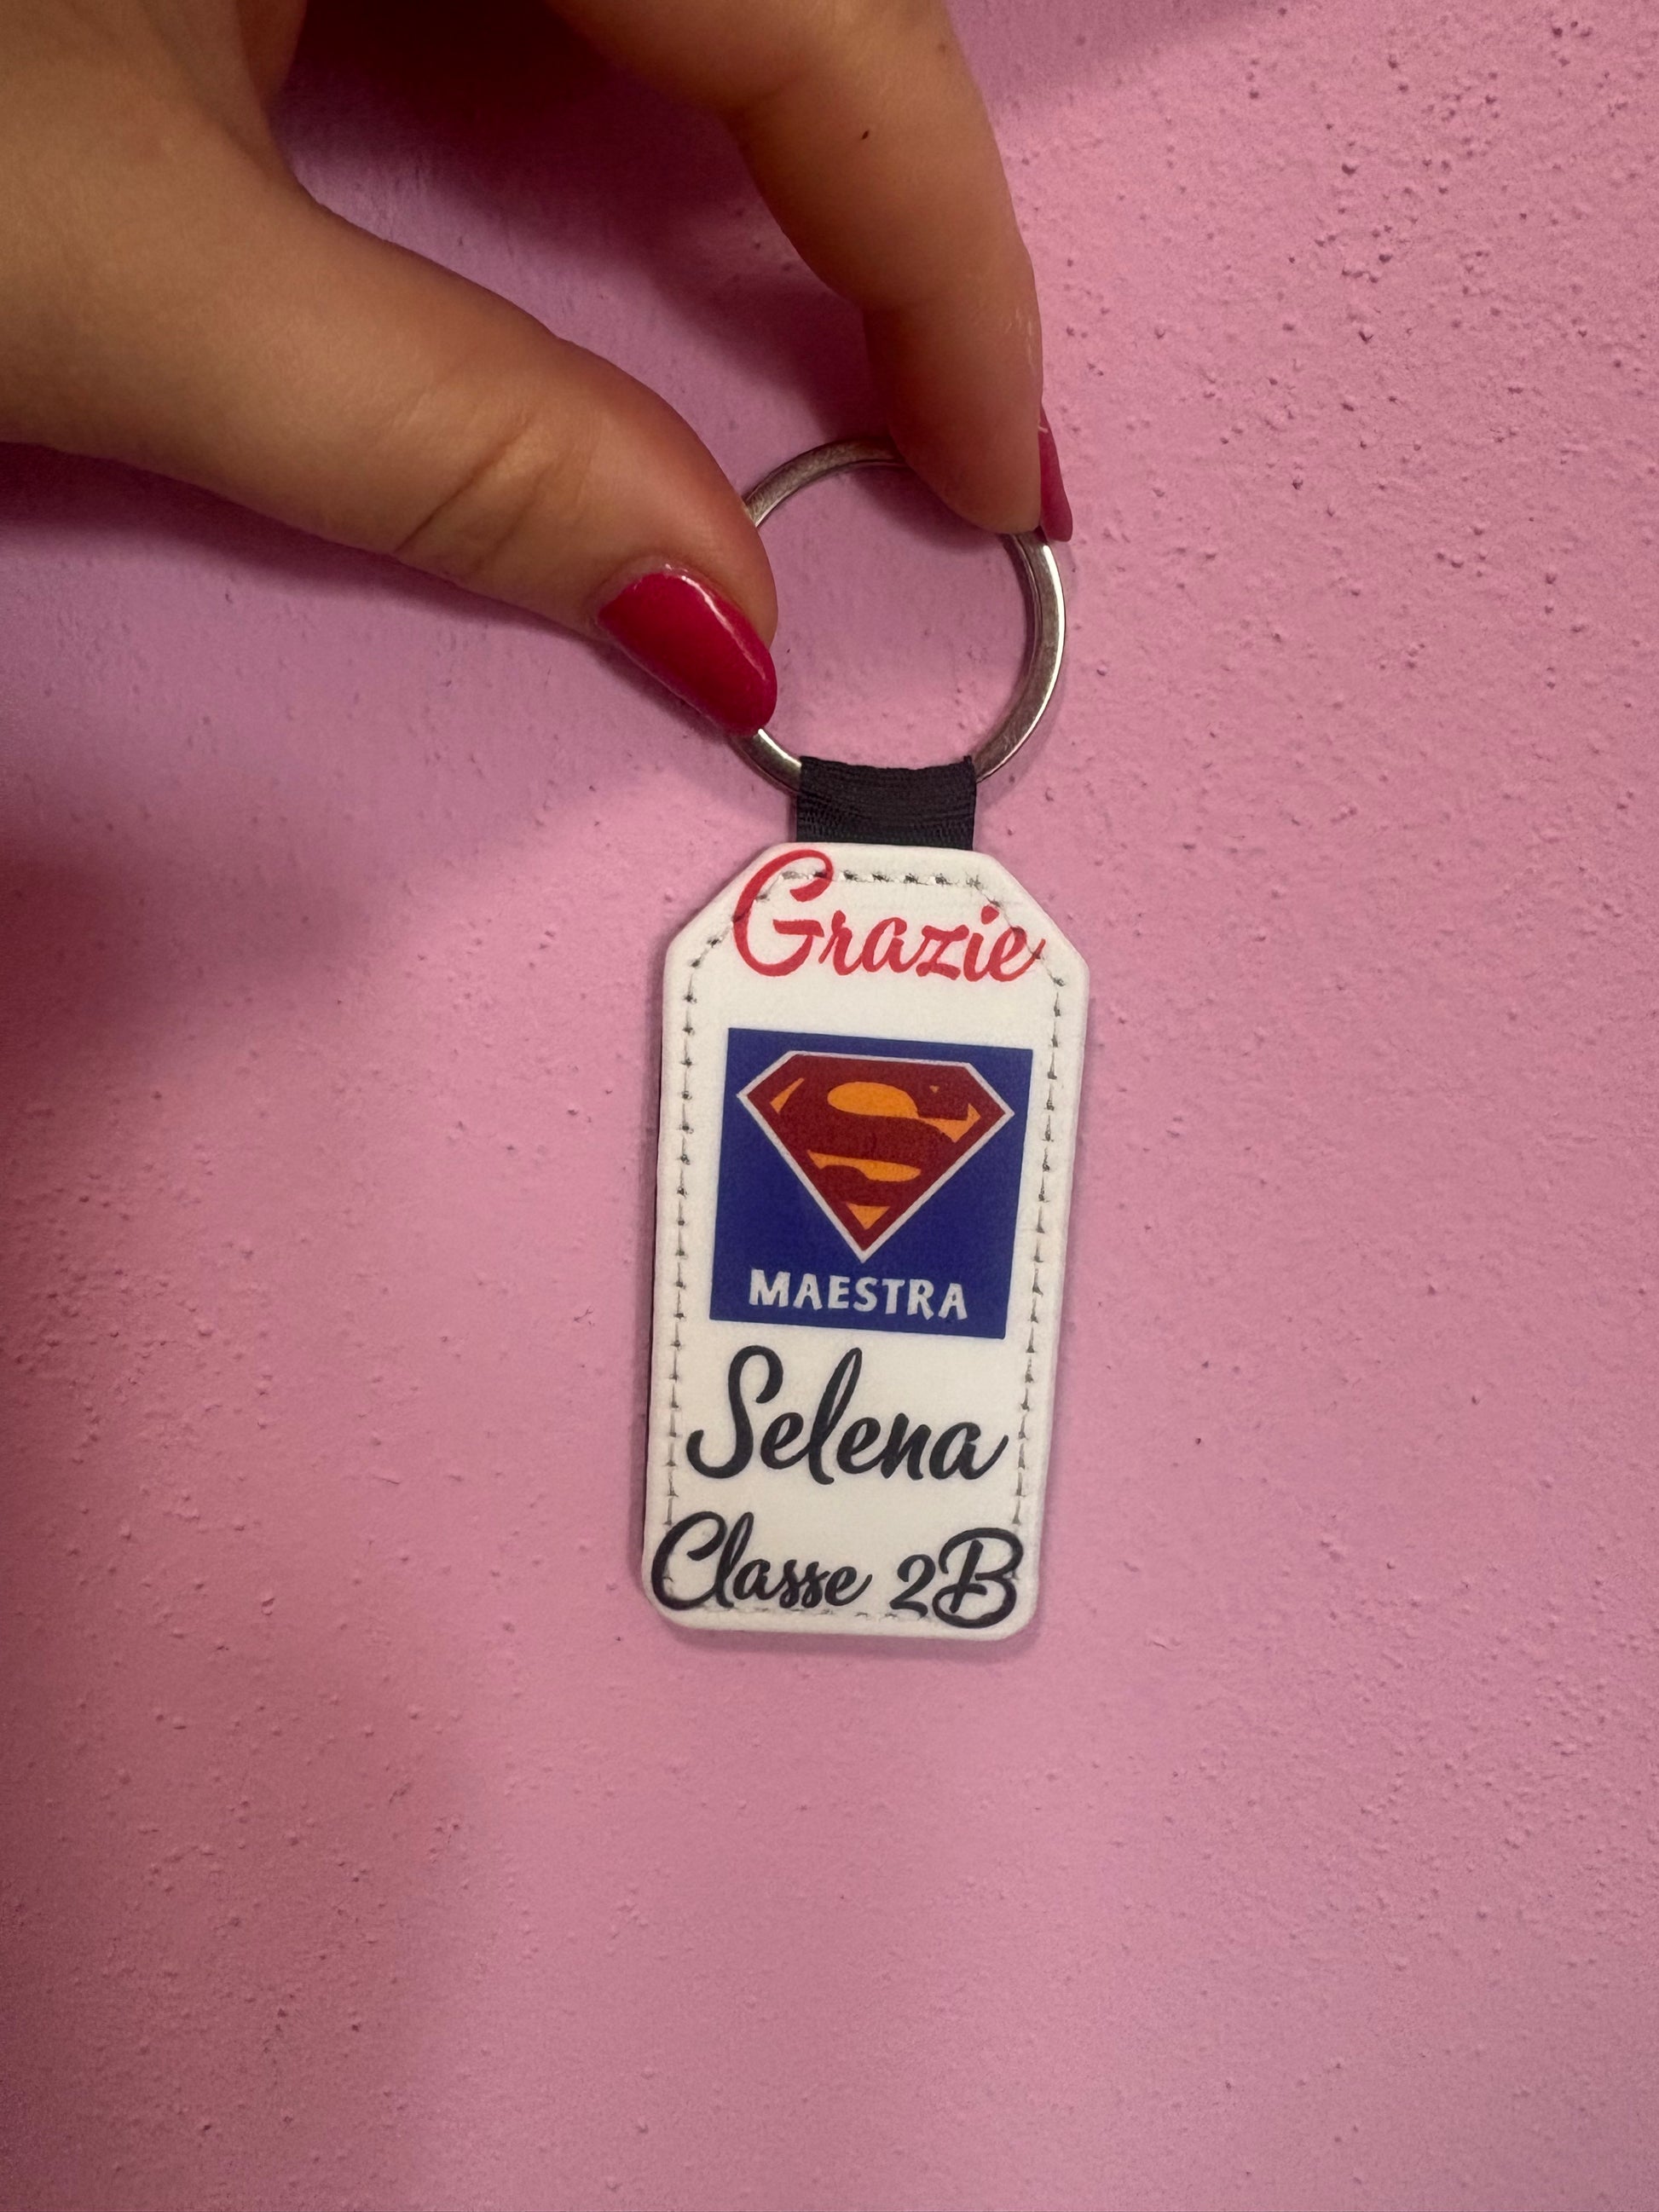 Grazie
S
MAESTRA
Selena
Classe 2B